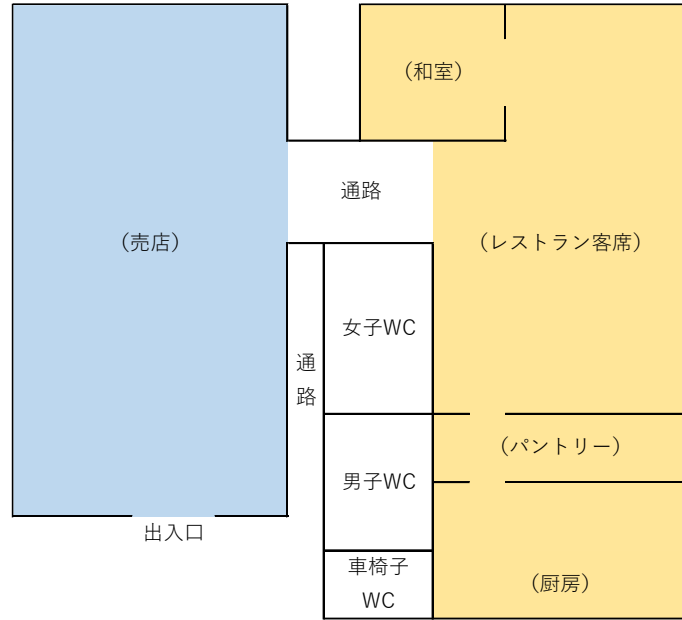 （和室）
通路
（売店）
（レストラン客席）
女子WC
通
路
（パントリー）
男子WC
出入口
車椅子
WC
（厨房）